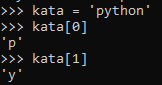 >>> kata = 'python'
>>> kata[0]
'p'
>>> kata[1]
'y'